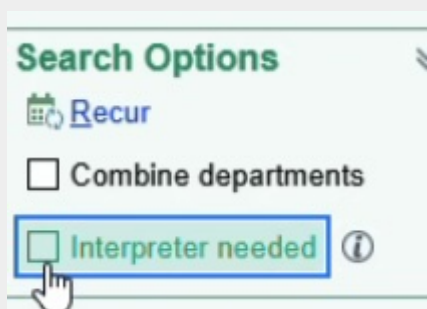 Search Options
Recur
Combine departments
Interpreter needed